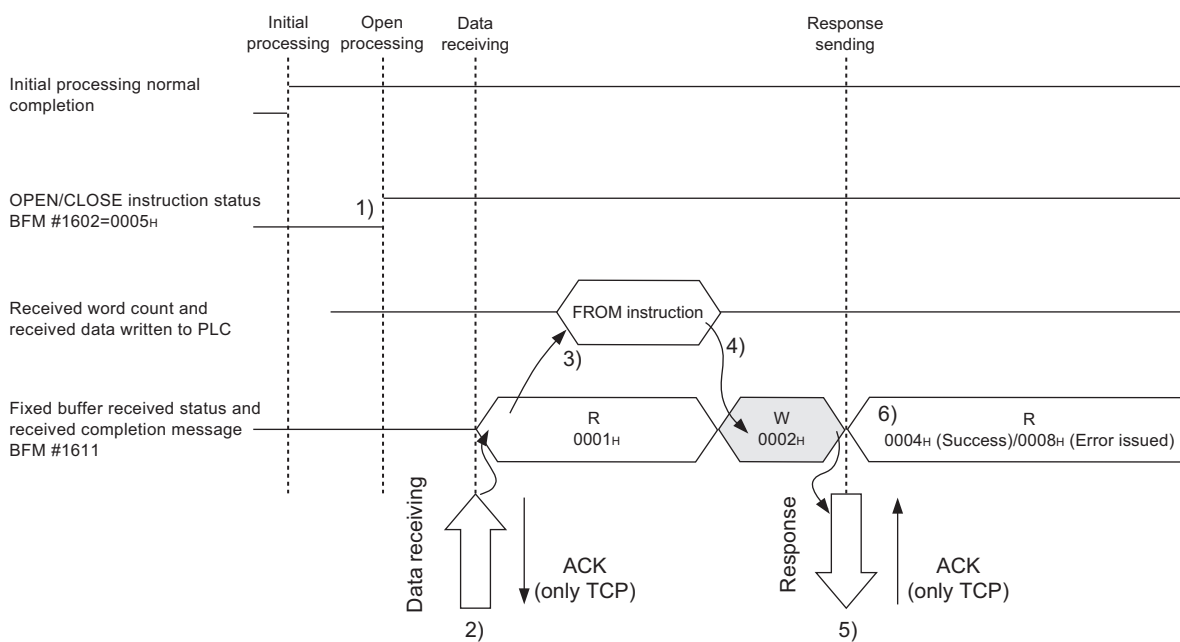 Initial
processing
Open
processing
Data
receiving
Response
sending
Initial processing normal
completion
OPEN/CLOSE instruction status
BFM #1602=0005H
1)
Received word count and
received data written to PLC
FROM instruction
3)
4)
Fixed buffer received status and
received completion message
BFM #1611
R
0001H
W
0002H
6)
R
0004H (Success)/0008H (Error issued)
Data receiving
ACK
(only TCP)
2)
Response
ACK
(only TCP)
5)